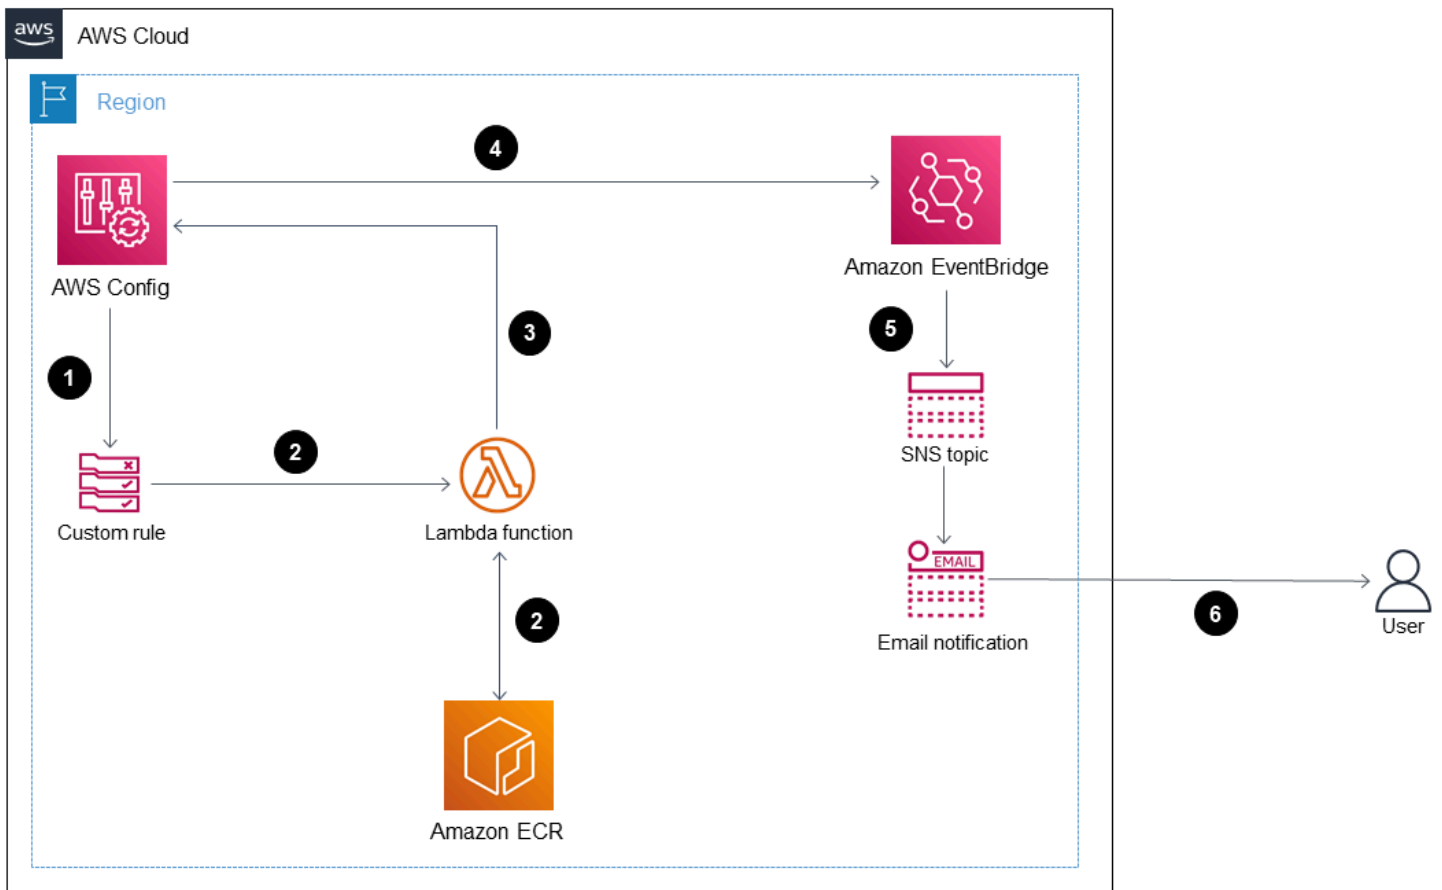 aws
AWS Cloud
Region
4
AWS Config
Amazon EventBridge
3
5
1
2
SNS topic
Custom rule
Lambda function
EMAIL
2
6
Email notification
User
Amazon ECR